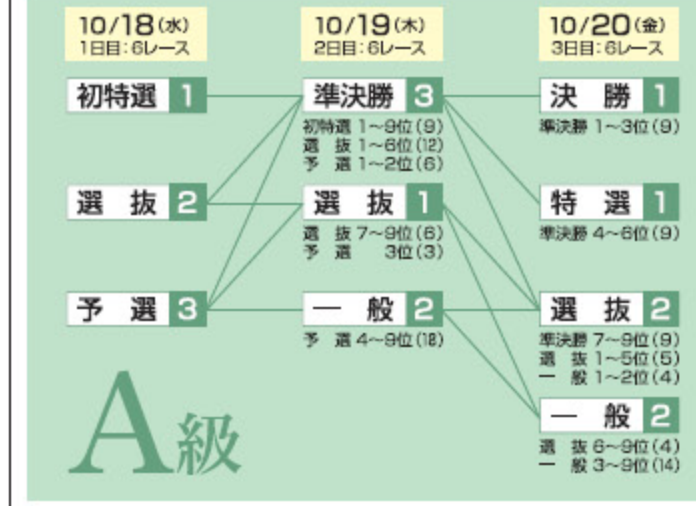 10/18(水)
1日目:6レース
初特選 1
選 抜 2
予 選 3
10/19(木)
2日目:6レース
準決勝 3
初特選 1〜9位(9)
選 抜 1〜6位(12)
予 選 1〜2位(6)
選 抜 1
選 抜 7〜9位(6)
予 選 3位(3)
一 般 2
予 選 4〜9位(18)
10/20(金)
3日目:6レース
決 勝 1
準決勝 1〜3位(9)
特 選 1
準決勝 4〜6位(9)
選 抜 2
準決勝 7〜9位(9)
選 抜 1〜5位(5)
一 般 1〜2位(4)
一 般 2
選 抜 6〜9位(4)
一 般 3〜9位(14)
A級